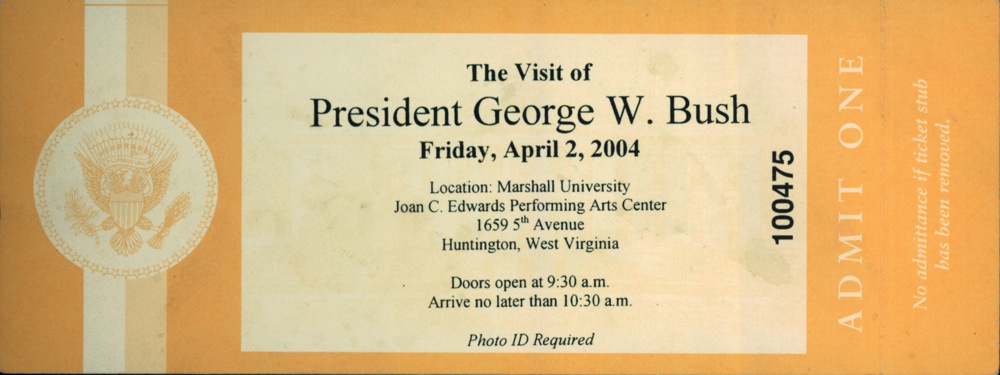 The Visit of
President George W. Bush
Friday, April 2, 2004
Location: Marshall University
Joan C. Edwards Performing Arts Center
1659 5th Avenue
Huntington, West Virginia
Doors open at 9:30 a.m.
Arrive no later than 10:30 a.m.
Photo ID Required
100475
ADMIT ONE
No admittance if ticket stub
has been removed.